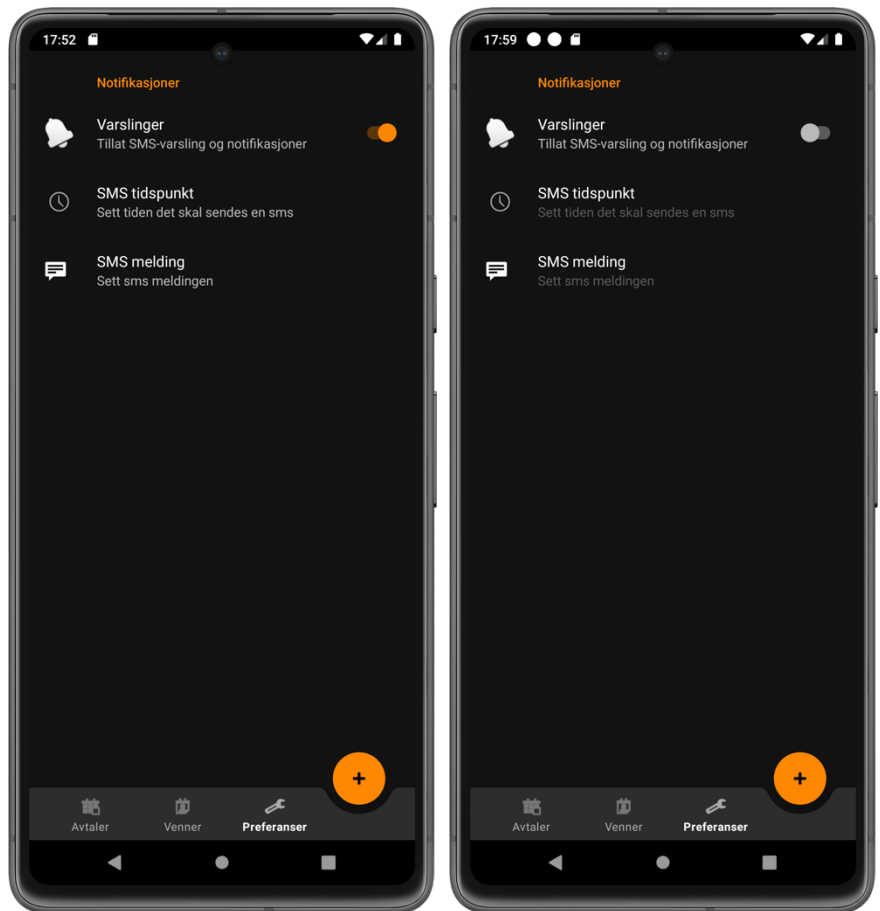 17:52
Notifikasjoner
Varslinger
Tillat SMS-varsling og notifikasjoner
SMS tidspunkt
Sett tiden det skal sendes en sms
SMS melding
Sett sms meldingen
+
Avtaler Venner Preferanser
17:59
Notifikasjoner
Varslinger
Tillat SMS-varsling og notifikasjoner
SMS tidspunkt
Sett tiden det skal sendes en sms
SMS melding
Sett sms meldingen
+
Avtaler Venner Preferanser